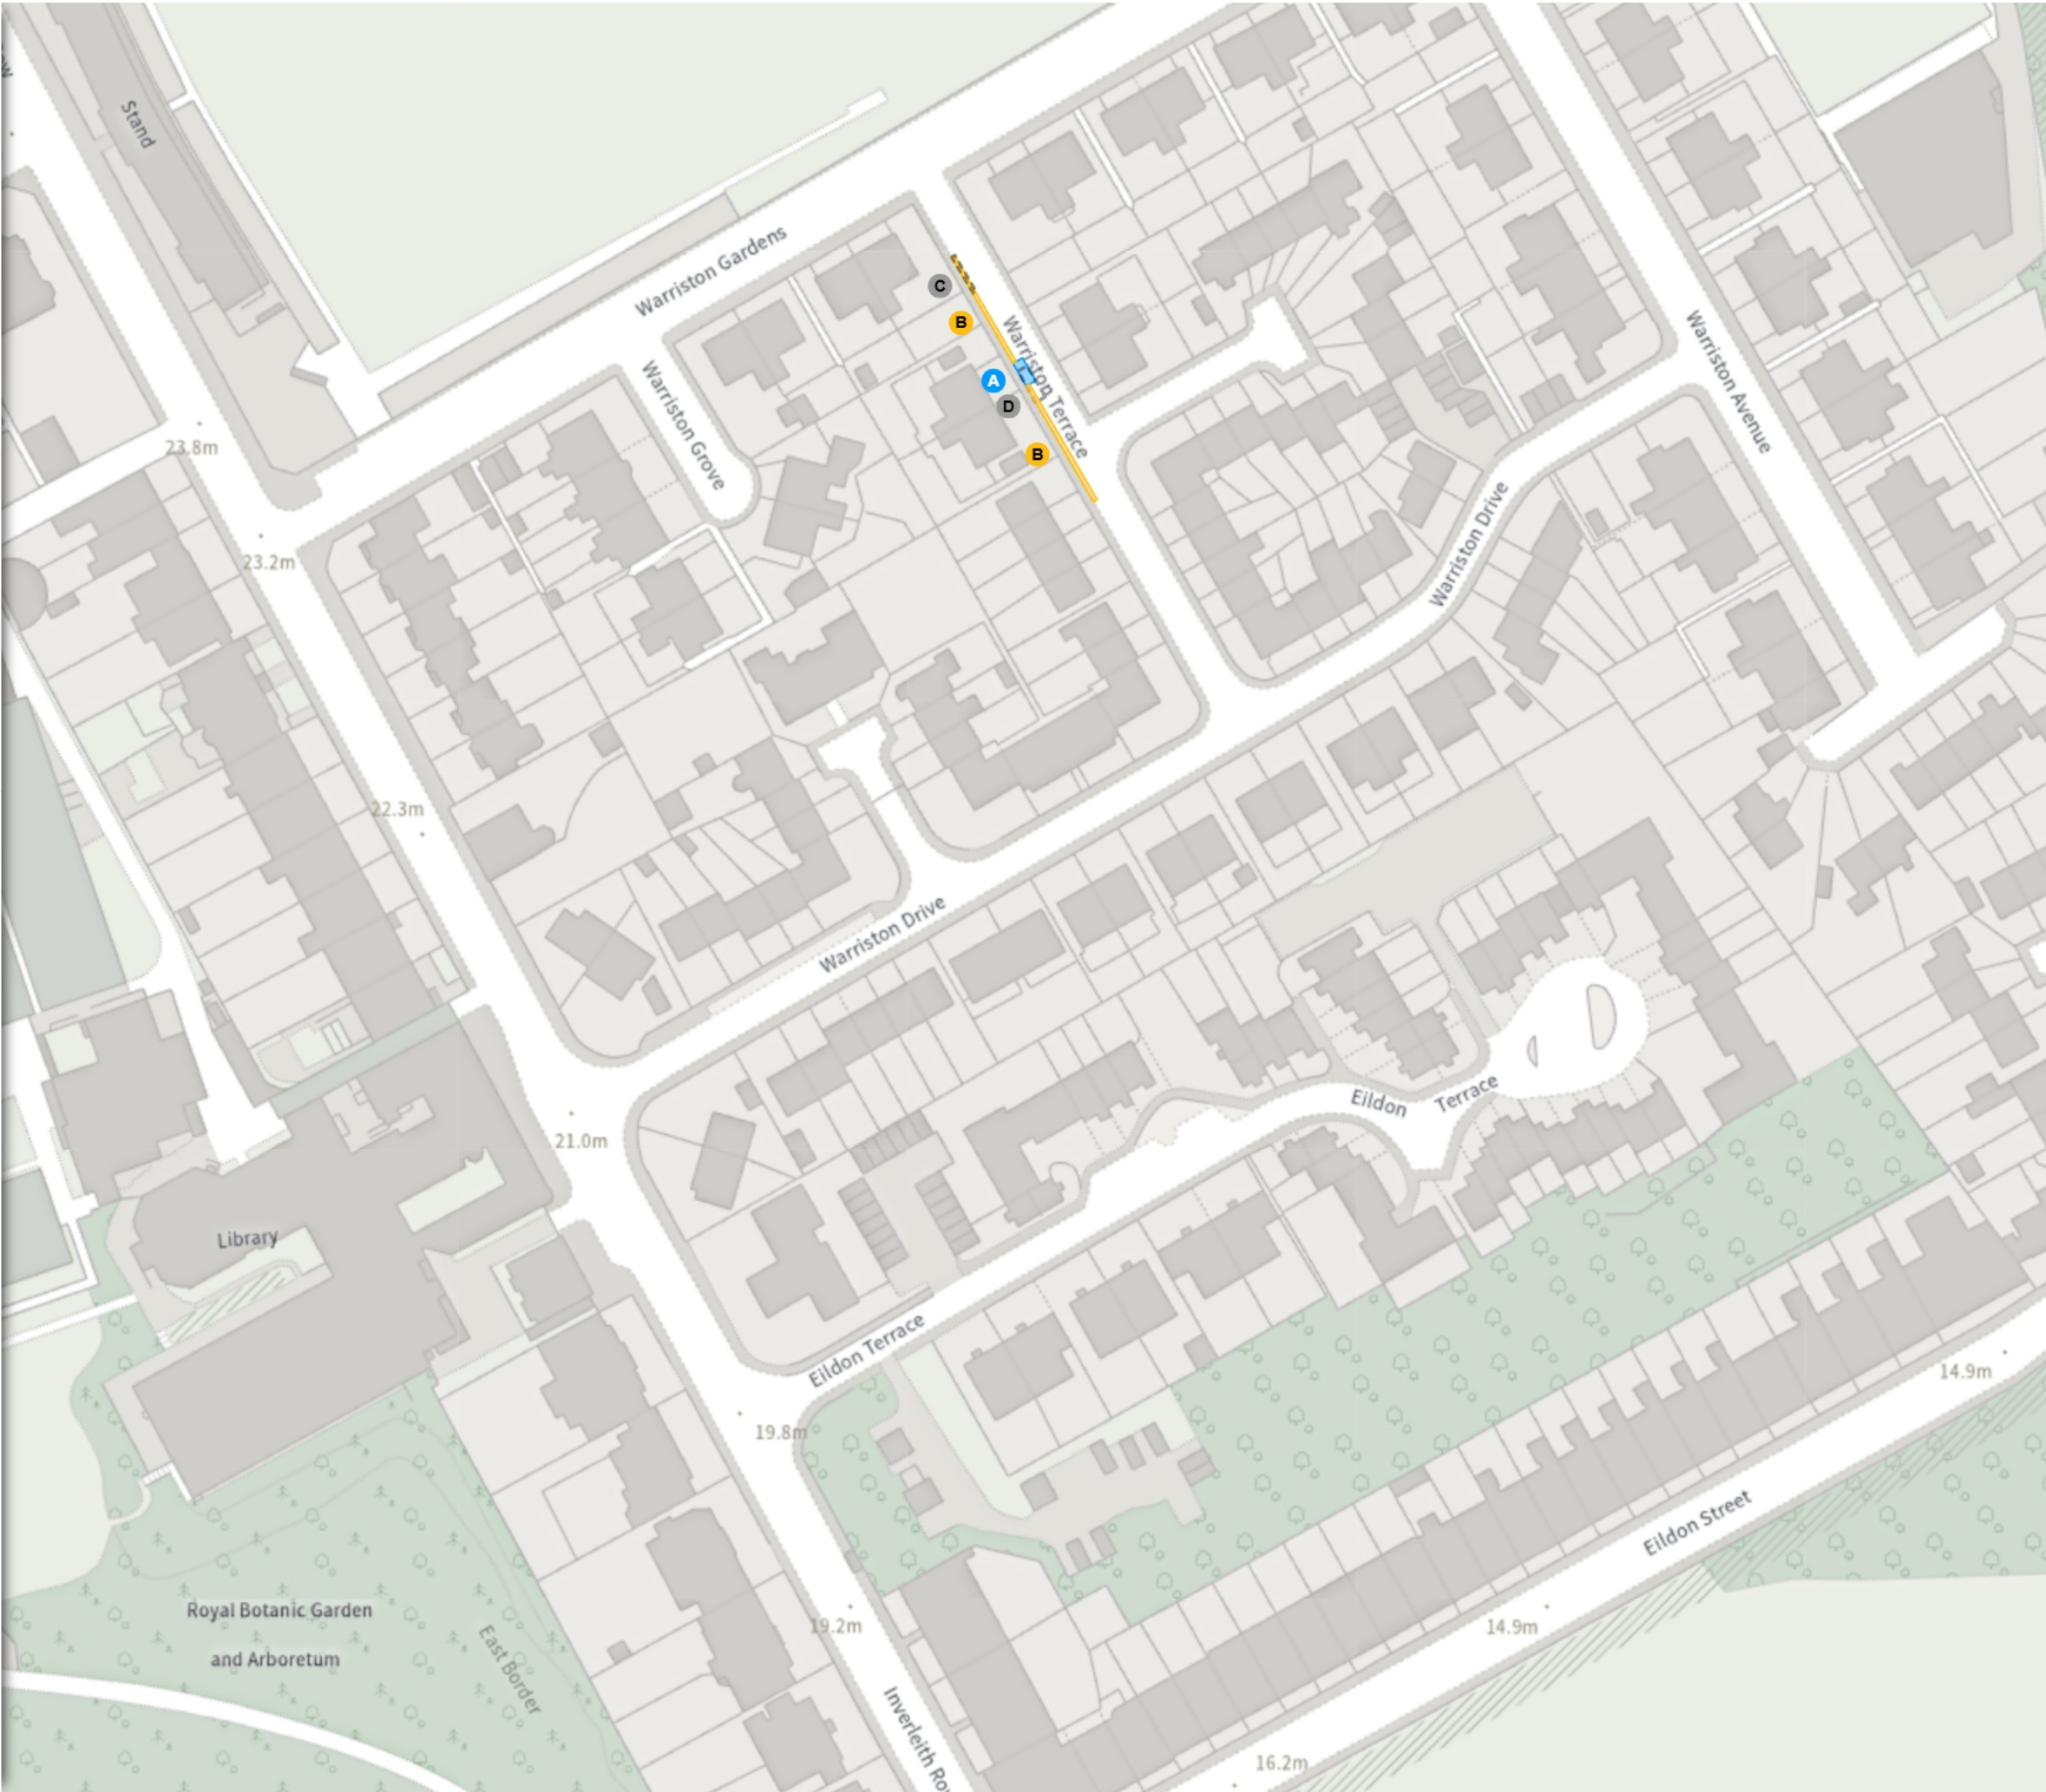 Stand
Warriston Gardens
C
B
Warriston Terrace
A
D
B
Warriston Grove
Warriston Avenue
23.8m
23.2m
Warriston Drive
22.3m
Warriston Drive
21.0m
Eildon
Terrace
Library
Eildon Terrace
14.9m
19.8m
Eildon Street
Royal Botanic Garden
and Arboretum
East Border
19.2m
14.9m
Inverleith Ro
16.2m